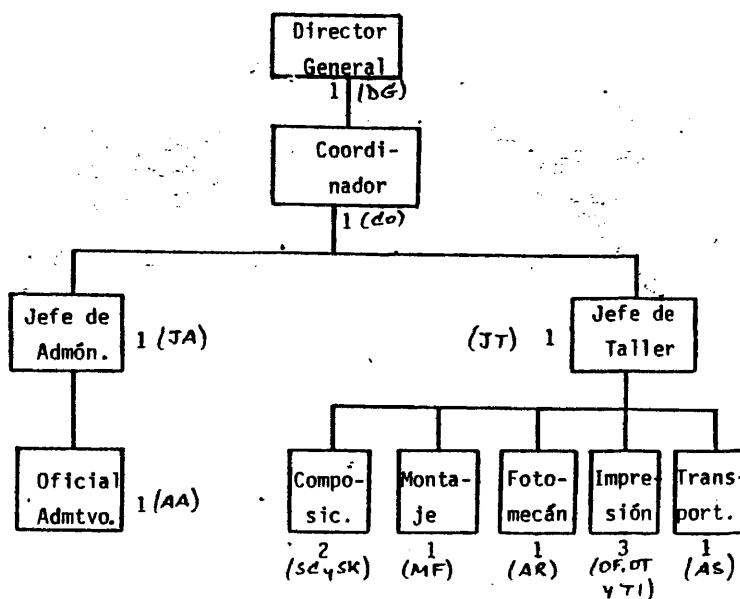 Director
General
1 (DG)
Coordi-
nador
1 (CO)
Jefe de
Admón.
1 (JA)
(JT) 1
Jefe de
Taller
Oficial
Admtvo.
1 (AA)
Compo-
sic.
2
(SC y SK)
Monta-
je
1
(MF)
Foto-
mecán
1
(AR)
Impre-
sión
3
(OF, OT
y TI)
Trans-
port.
1
(AS)